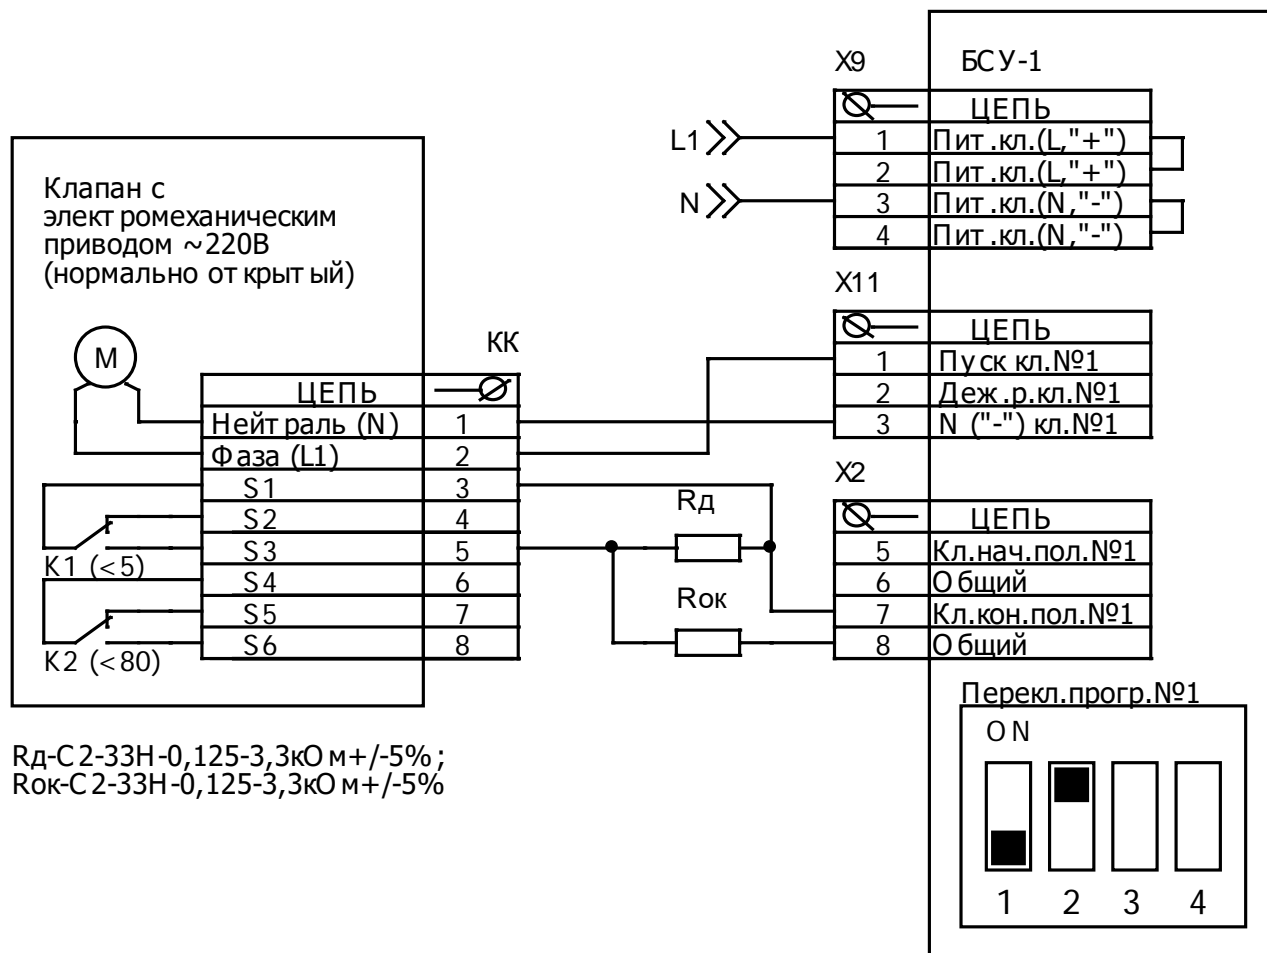 X9
БСУ-1
ЦЕПЬ
L1
1 Пит.кл.(L,"+")
2 Пит.кл.(L,"+")
N
3 Пит.кл.(N,"-")
4 Пит.кл.(N,"-")
Клапан с
электромеханическим
приводом ~220В
(нормально открытый)
M
КК
ЦЕПЬ
Нейтраль (N) 1
Фаза (L1) 2
S1 3
S2 4
S3 5
S4 6
S5 7
S6 8
K1 (<5)
K2 (<80)
X11
ЦЕПЬ
1 Пуск кл.№1
2 Деж.р.кл.№1
3 N ("-") кл.№1
Rд
Rок
X2
ЦЕПЬ
5 Кл.нач.пол.№1
6 Общий
7 Кл.кон.пол.№1
8 Общий
Перекл.прогр.№1
ON
1 2 3 4
Rд-С2-33Н-0,125-3,3кОм+/-5%;
Rок-С2-33Н-0,125-3,3кОм+/-5%